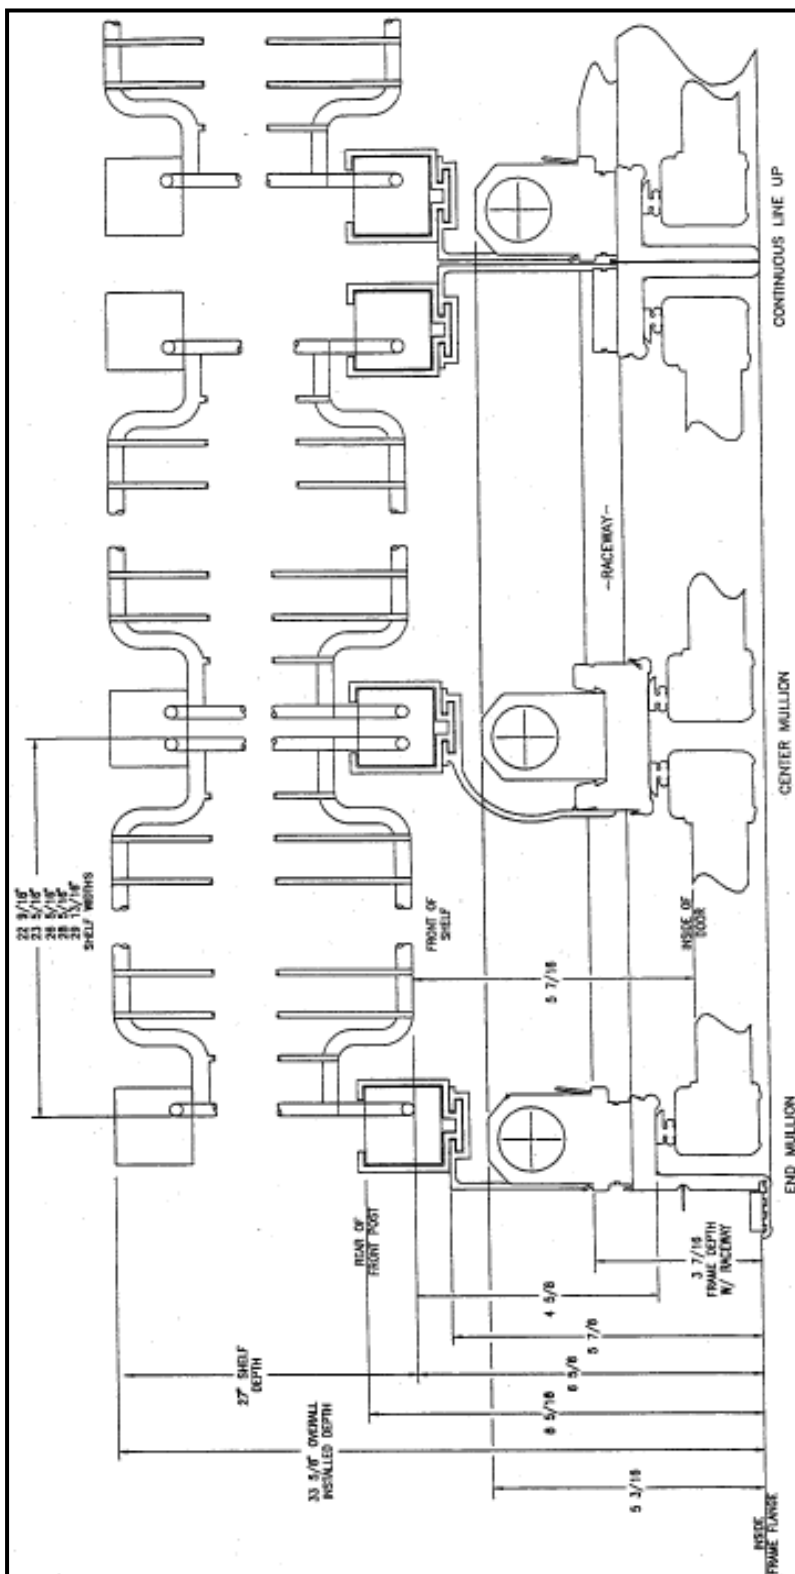 22 9/16"
23 5/16"
26 5/16"
28 5/16"
29 13/16"
SHELF WIDTHS
27" SHELF
DEPTH
33 5/8" OVERALL
INSTALLED DEPTH
REAR OF
FRONT POST
FRONT OF
SHELF
8 5/16
6 5/8
5 7/8
4 5/8
5 7/16
5 3/16
-RACEWAY-
3 7/16
FRAME DEPTH
W/ RACEWAY
INSIDE OF
DOOR
INSIDE
FRAME FLANGE
END MULLION
CENTER MULLION
CONTINUOUS LINE UP